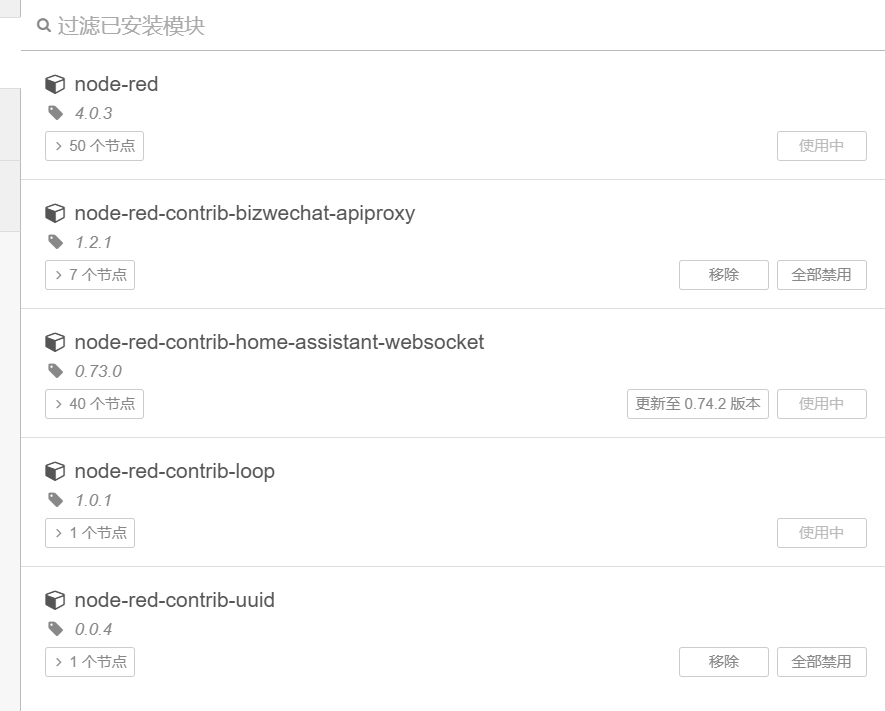 过滤已安装模块
node-red
4.0.3
50 个节点
使用中
node-red-contrib-bizwechat-apiproxy
1.2.1
7 个节点
移除
全部禁用
node-red-contrib-home-assistant-websocket
0.73.0
40 个节点
更新至 0.74.2 版本
使用中
node-red-contrib-loop
1.0.1
1 个节点
使用中
node-red-contrib-uuid
0.0.4
1 个节点
移除
全部禁用